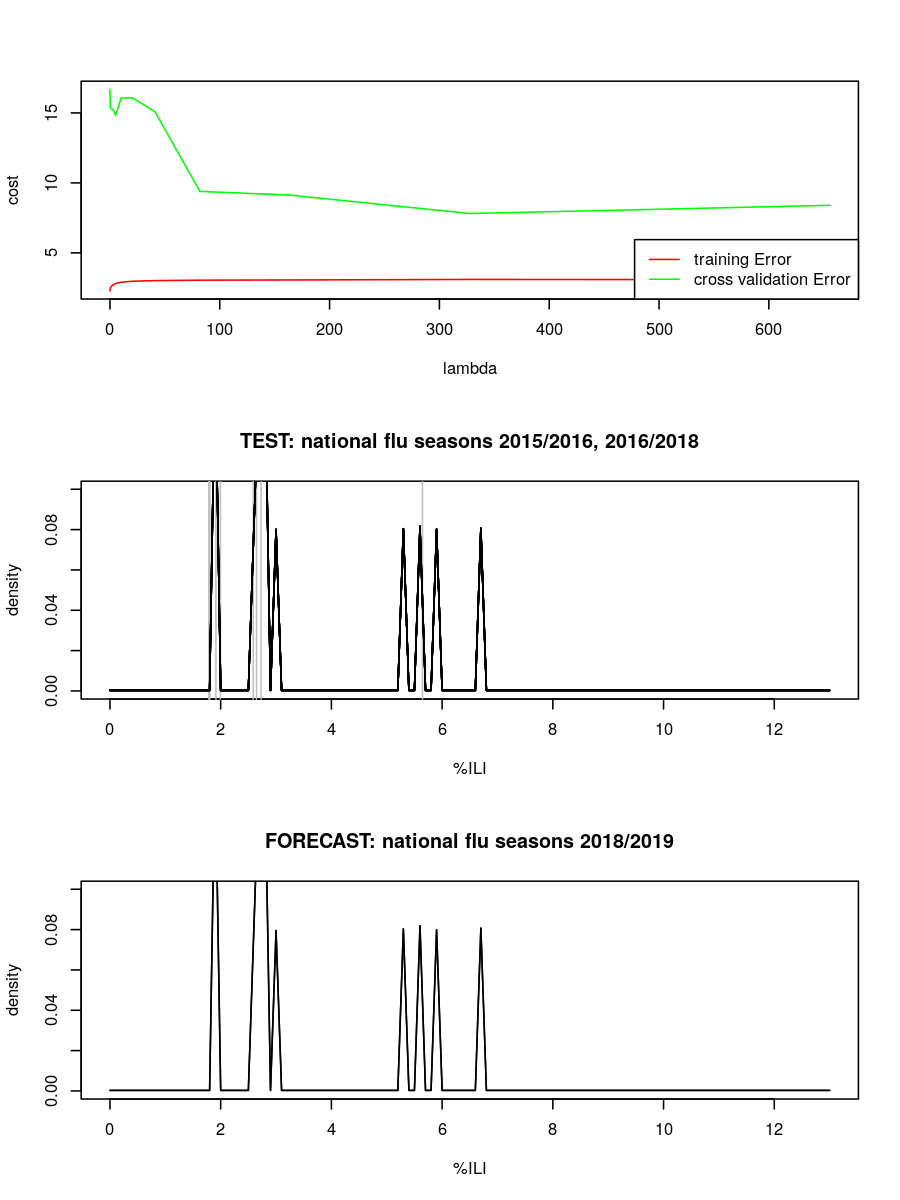 cost
15
10
5
training Error
cross validation Error
0 100 200 300 400 500 600
lambda
TEST: national flu seasons 2015/2016, 2016/2018
density
0.08
0.04
0.00
0 2 4 6 8 10 12
%ILI
FORECAST: national flu seasons 2018/2019
density
0.08
0.04
0.00
0 2 4 6 8 10 12
%ILI